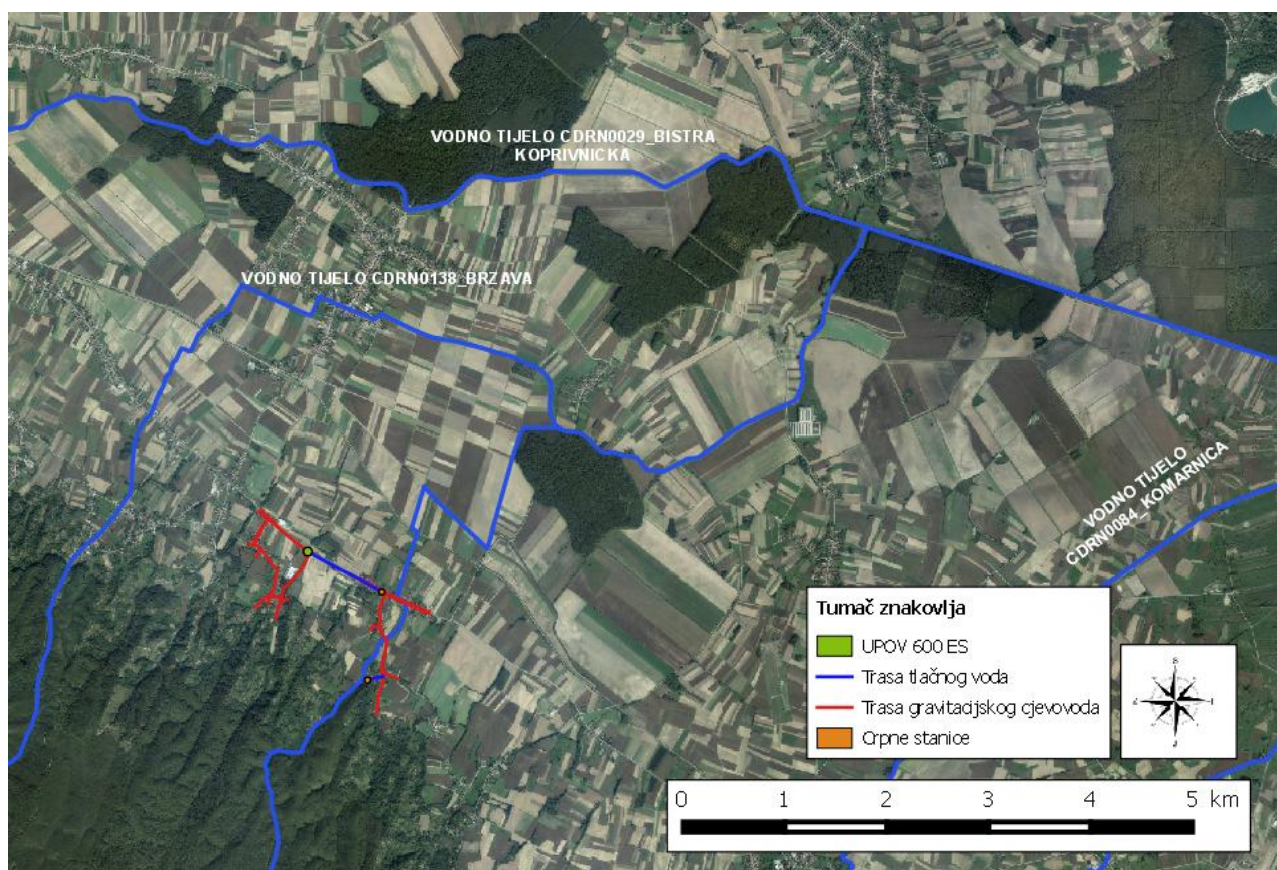 VODNO TIJELO CDRN0029_BISTRA
KOPRIVNICKA
VODNO TIJELO CDRN0138_BRZAVA
VODNO TIJELO
CDRN0084_KOMARNICA
Tumač znakovlja
UPOV 600 ES
Trasa tlačnog voda
Trasa gravitacijskog cjevovoda
Crpne stanice
0 1 2 3 4 5 km